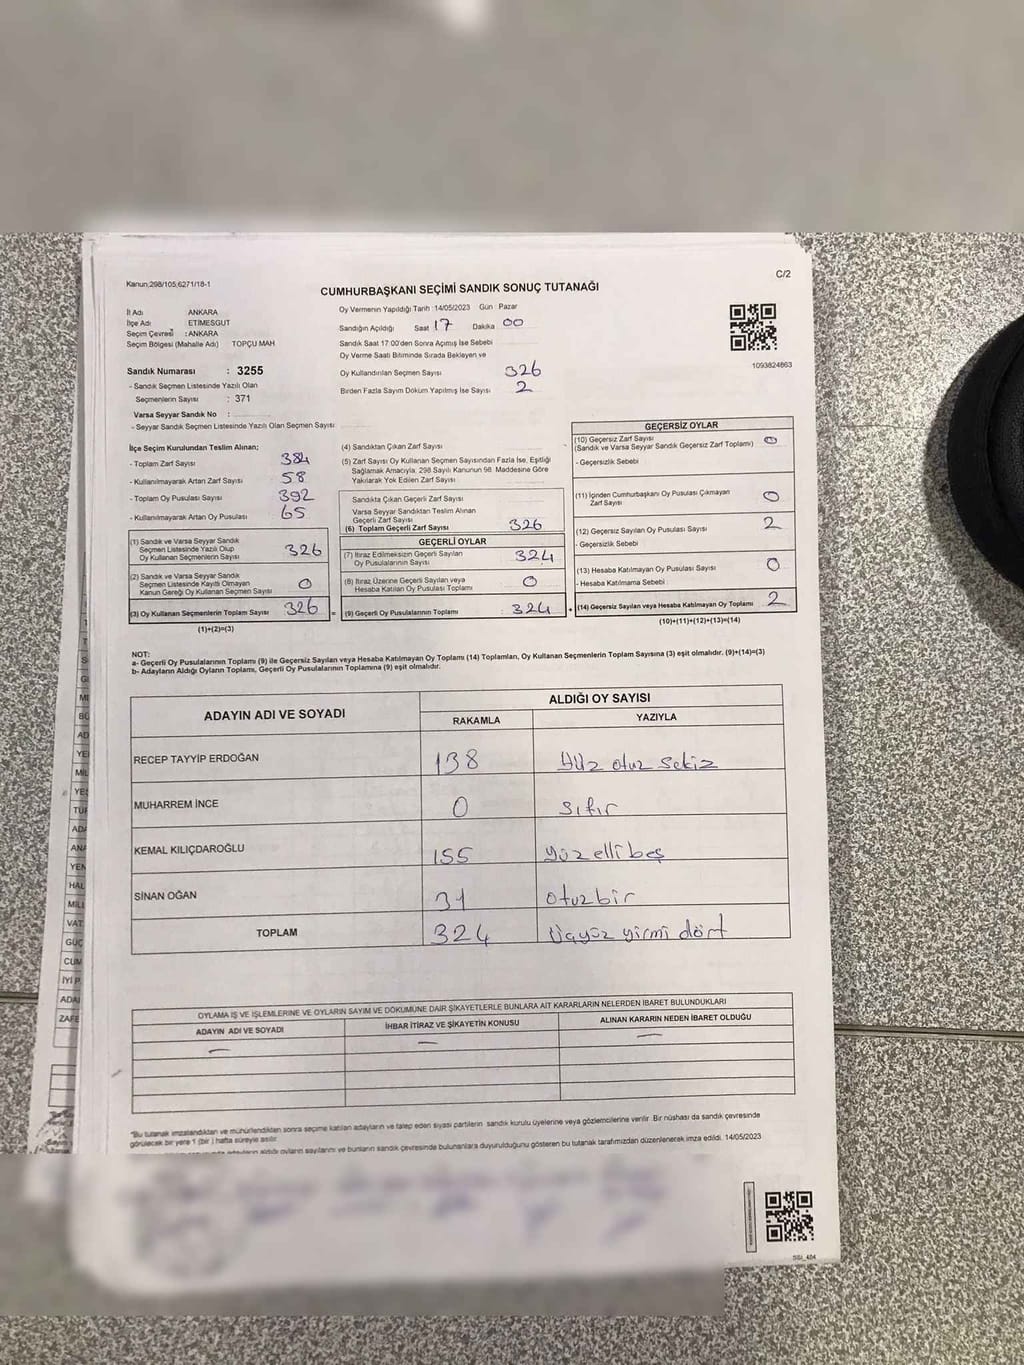 C/2
Kanun;298/105,6271/18-1
CUMHURBAŞKANI SEÇİMİ SANDIK SONUÇ TUTANAĞI
İl Adı : ANKARA
İlçe Adı : ETİMESGUT
Seçim Çevresi : ANKARA
Seçim Bölgesi (Mahalle Adı) TOPÇU MAH
Oy Vermenin Yapıldığı Tarih :14/05/2023 Gün : Pazar
Sandığın Açıldığı Saat 17 Dakika 00
Sandık Saat 17:00'den Sonra Açımış İse Sebebi
Oy Verme Saati Bitiminde Sırada Bekleyen ve
Oy Kullandırılan Seçmen Sayısı 326
Birden Fazla Sayım Döküm Yapılmış İse Sayısı 2
1093824863
Sandık Numarası : 3255
- Sandık Seçmen Listesinde Yazılı Olan
Seçmenlerin Sayısı : 371
Varsa Seyyar Sandık No :
- Seyyar Sandık Seçmen Listesinde Yazılı Olan Seçmen Sayısı
İlçe Seçim Kurulundan Teslim Alınan;
- Toplam Zarf Sayısı 384
- Kullanılmayarak Artan Zarf Sayısı 58
- Toplam Oy Pusulası Sayısı 392
- Kullanılmayarak Artan Oy Pusulası 65
(1) Sandık ve Varsa Seyyar Sandık
Seçmen Listesinde Yazılı Olup
Oy Kullanan Seçmenlerin Sayısı 326
(2) Sandık ve Varsa Seyyar Sandık
Seçmen Listesinde Kayıtlı Olmayan
Kanun Gereği Oy Kullanan Seçmen Sayısı 0
(3) Oy Kullanan Seçmenlerin Toplam Sayısı 326 =
(1)+(2)=(3)
(4) Sandıktan Çıkan Zarf Sayısı
(5) Zarf Sayısı Oy Kullanan Seçmen Sayısından Fazla İse, Eşitliği
Sağlamak Amacıyla, 298 Sayılı Kanunun 98. Maddesine Göre
Yakılarak Yok Edilen Zarf Sayısı
Sandıkta Çıkan Geçerli Zarf Sayısı
Varsa Seyyar Sandıktan Teslim Alınan
Geçerli Zarf Sayısı
(6) Toplam Geçerli Zarf Sayısı 326
GEÇERLİ OYLAR
(7) İtiraz Edilmeksizin Geçerli Sayılan
Oy Pusulalarının Sayısı 324
(8) İtiraz Üzerine Geçerli Sayılan veya
Hesaba Katılan Oy Pusulası Toplamı 0
(9) Geçerli Oy Pusulalarının Toplamı : 324 +
GEÇERSİZ OYLAR
(10) Geçersiz Zarf Sayısı
(Sandık ve Varsa Seyyar Sandık Geçersiz Zarf Toplamı) 0
- Geçersizlik Sebebi
(11) İçinden Cumhurbaşkanı Oy Pusulası Çıkmayan
Zarf Sayısı 0
(12) Geçersiz Sayılan Oy Pusulası Sayısı 2
- Geçersizlik Sebebi
(13) Hesaba Katılmayan Oy Pusulası Sayısı 0
- Hesaba Katılmama Sebebi
(14) Geçersiz Sayılan veya Hesaba Katılmayan Oy Toplamı 2
(10)+(11)+(12)+(13)=(14)
NOT:
a- Geçerli Oy Pusulalarının Toplamı (9) ile Geçersiz Sayılan veya Hesaba Katılmayan Oy Toplamı (14) Toplamları, Oy Kullanan Seçmenlerin Toplam Sayısına (3) eşit olmalıdır. (9)+(14)=(3)
b- Adayların Aldığı Oyların Toplamı, Geçerli Oy Pusulalarının Toplamına (9) eşit olmalıdır.
ADAYIN ADI VE SOYADI
ALDIĞI OY SAYISI
RAKAMLA YAZIYLA
RECEP TAYYİP ERDOĞAN 138 Yüz otuz sekiz
MUHARREM İNCE 0 sıfır
KEMAL KILIÇDAROĞLU 155 yüzellibeş
SİNAN OĞAN 31 otuzbir
TOPLAM 324 Üçyüz yirmi dört
OYLAMA İŞ VE İŞLEMLERİNE VE OYLARIN SAYIM VE DÖKÜMÜNE DAİR ŞİKAYETLERLE BUNLARA AİT KARARLARIN NELERDEN İBARET BULUNDUKLARI
ADAYIN ADI VE SOYADI İHBAR İTİRAZ VE ŞİKAYETİN KONUSU ALINAN KARARIN NEDEN İBARET OLDUĞU
"Bu tutanak imzalandıktan ve mühürlendikten sonra seçime katılan adayların ve talep eden siyasi partilerin sandık kurulu üyelerine veya gözlemcilerine verilir. Bir nüshası da sandık çevresinde
görülecek bir yere 1 (bir) hafta süreyle asılır.
adayların aldığı oyların sayılarını ve bunların sandık çevresinde bulunanlara duyurulduğunu gösteren bu tutanak tarafımızdan düzenlenerek imza edildi. 14/05/2023